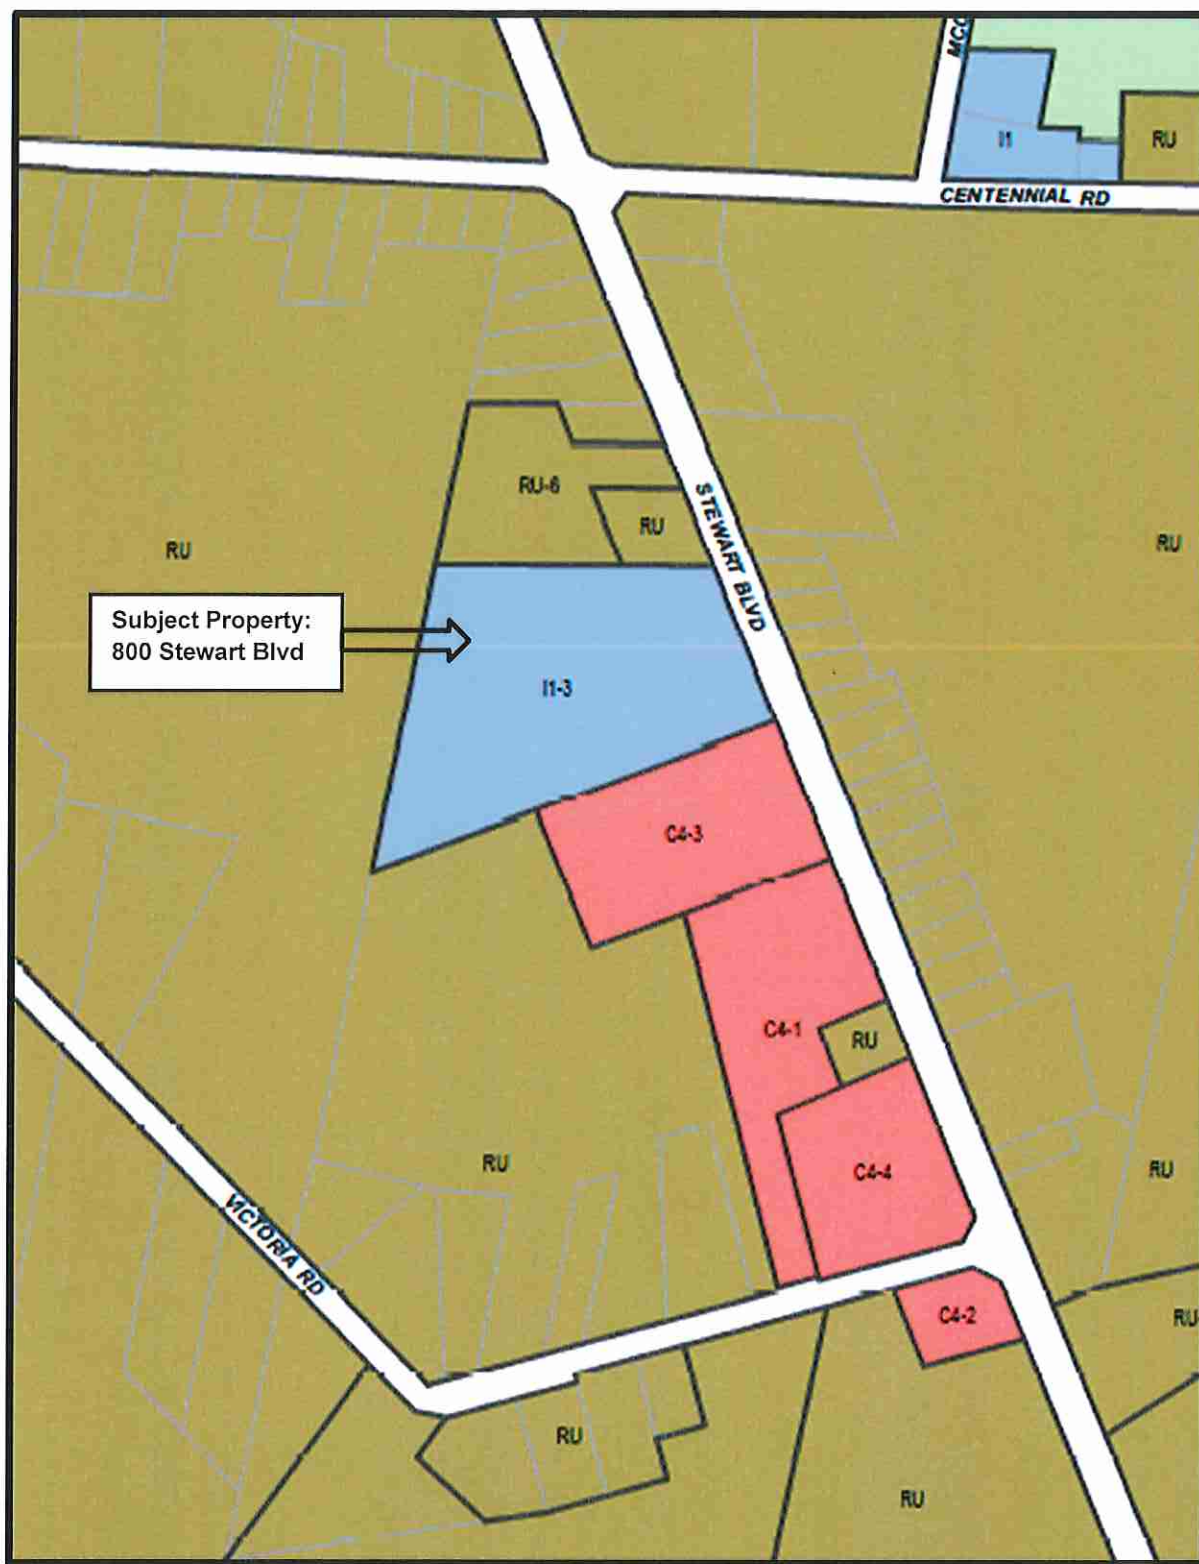 MCC
I1
RU
CENTENNIAL RD
RU-6
RU
STEWART BLVD
RU
RU
Subject Property:
800 Stewart Blvd
I1-3
C4-3
C4-1
RU
RU
C4-4
RU
VICTORIA RD
C4-2
RU-
RU
RU